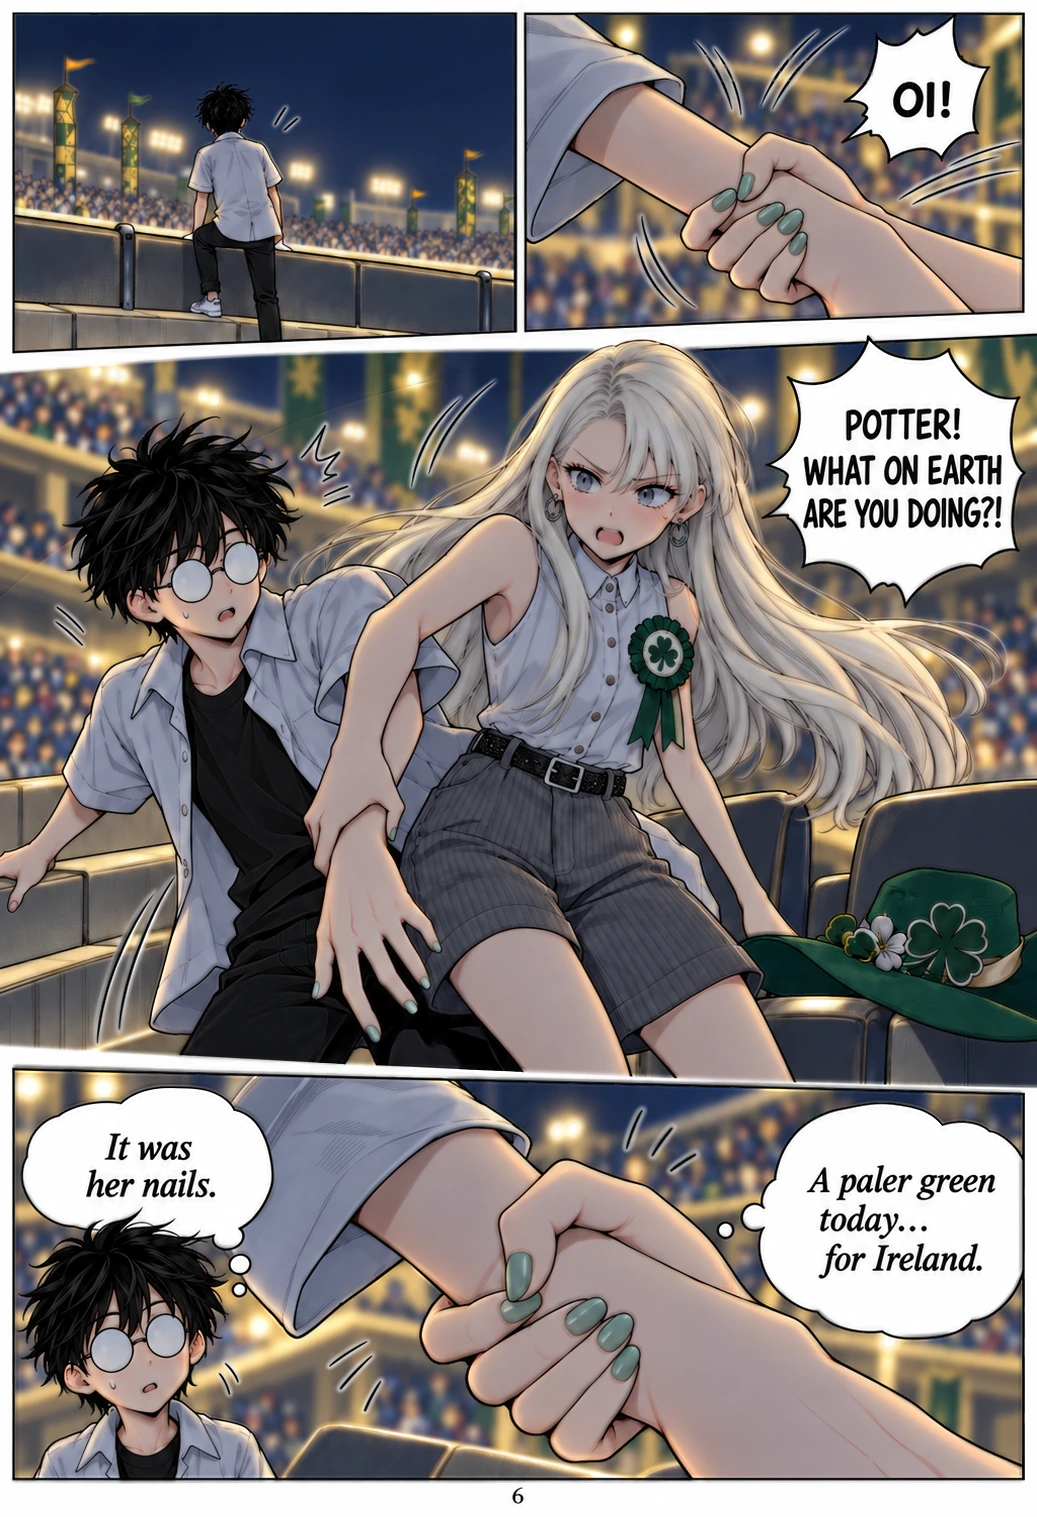 OI!
POTTER!
WHAT ON EARTH
ARE YOU DOING?!
It was
her nails.
A paler green
today...
for Ireland.
6